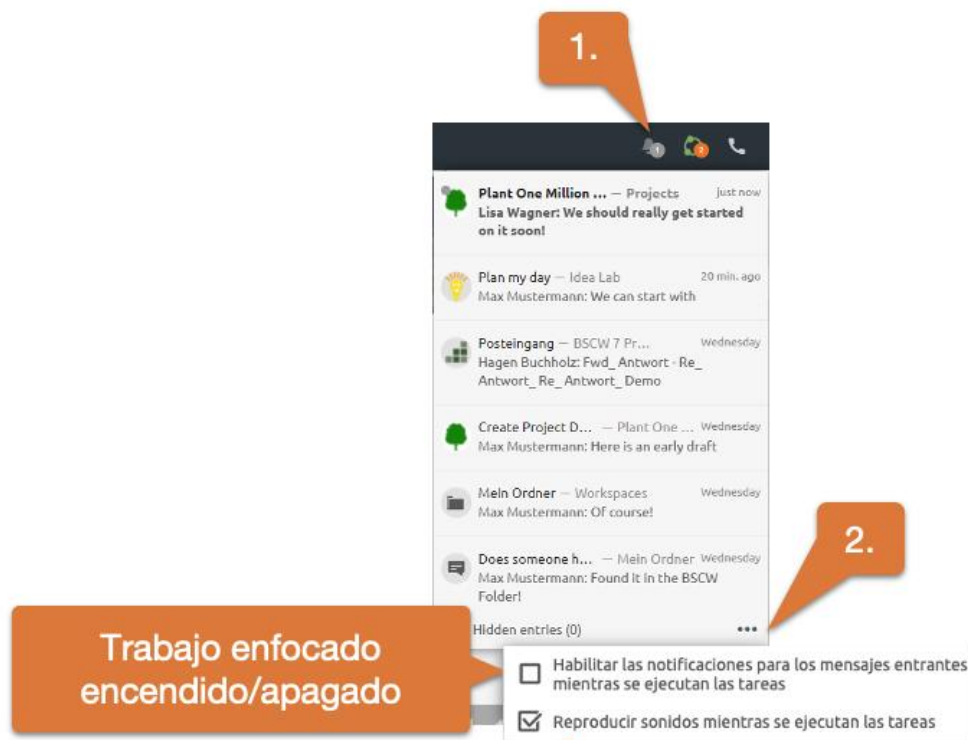 1.
1
2
Plant One Million ... — Projects just now
Lisa Wagner: We should really get started
on it soon!
Plan my day — Idea Lab 20 min. ago
Max Mustermann: We can start with
Posteingang — BSCW 7 Pr... Wednesday
Hagen Buchholz: Fwd_ Antwort - Re_
Antwort_ Re_ Antwort_ Demo
Create Project D... — Plant One ... Wednesday
Max Mustermann: Here is an early draft
Mein Ordner — Workspaces Wednesday
Max Mustermann: Of course!
2.
Does someone h... — Mein Ordner Wednesday
Max Mustermann: Found it in the BSCW
Folder!
Hidden entries (0) •••
Trabajo enfocado
encendido/apagado
Habilitar las notificaciones para los mensajes entrantes
mientras se ejecutan las tareas
Reproducir sonidos mientras se ejecutan las tareas